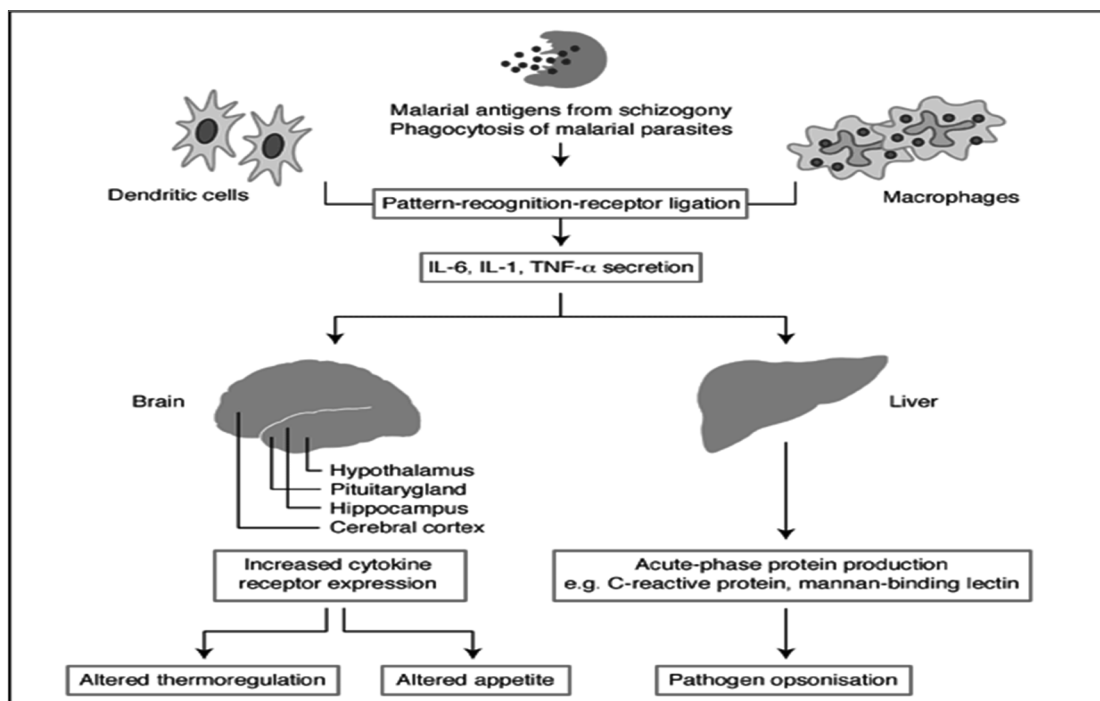 Malarial antigens from schizogony
Phagocytosis of malarial parasites
Dendritic cells
Macrophages
Pattern-recognition-receptor ligation
IL-6, IL-1, TNF-α secretion
Brain
Liver
Hypothalamus
Pituitarygland
Hippocampus
Cerebral cortex
Increased cytokine
receptor expression
Acute-phase protein production
e.g. C-reactive protein, mannan-binding lectin
Altered thermoregulation
Altered appetite
Pathogen opsonisation